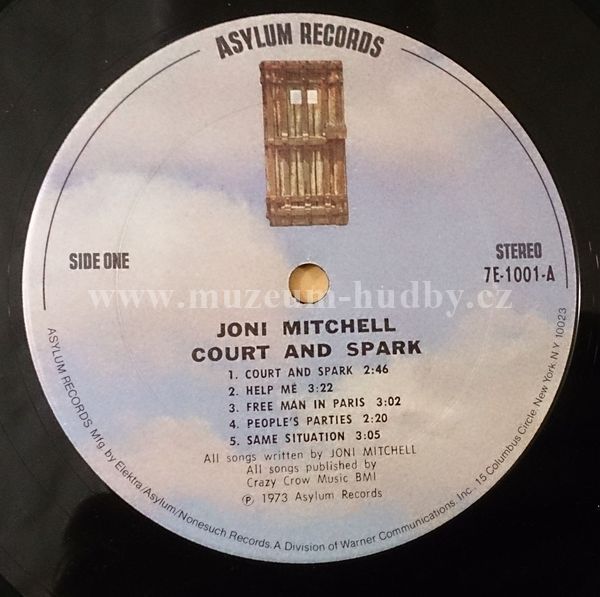 ASYLUM RECORDS
SIDE ONE
STEREO
7E-1001-A
www.muzeum-hudby.cz
JONI MITCHELL
COURT AND SPARK
1. COURT AND SPARK 2:46
2. HELP ME 3:22
3. FREE MAN IN PARIS 3:02
4. PEOPLE'S PARTIES 2:20
5. SAME SITUATION 3:05
All songs written by JONI MITCHELL
All songs published by
Crazy Crow Music BMI
℗ 1973 Asylum Records
ASYLUM RECORDS Mfg by Elektra/Asylum/Nonesuch Records. A Division of Warner Communications, Inc. 15 Columbus Circle New York, N Y 10023